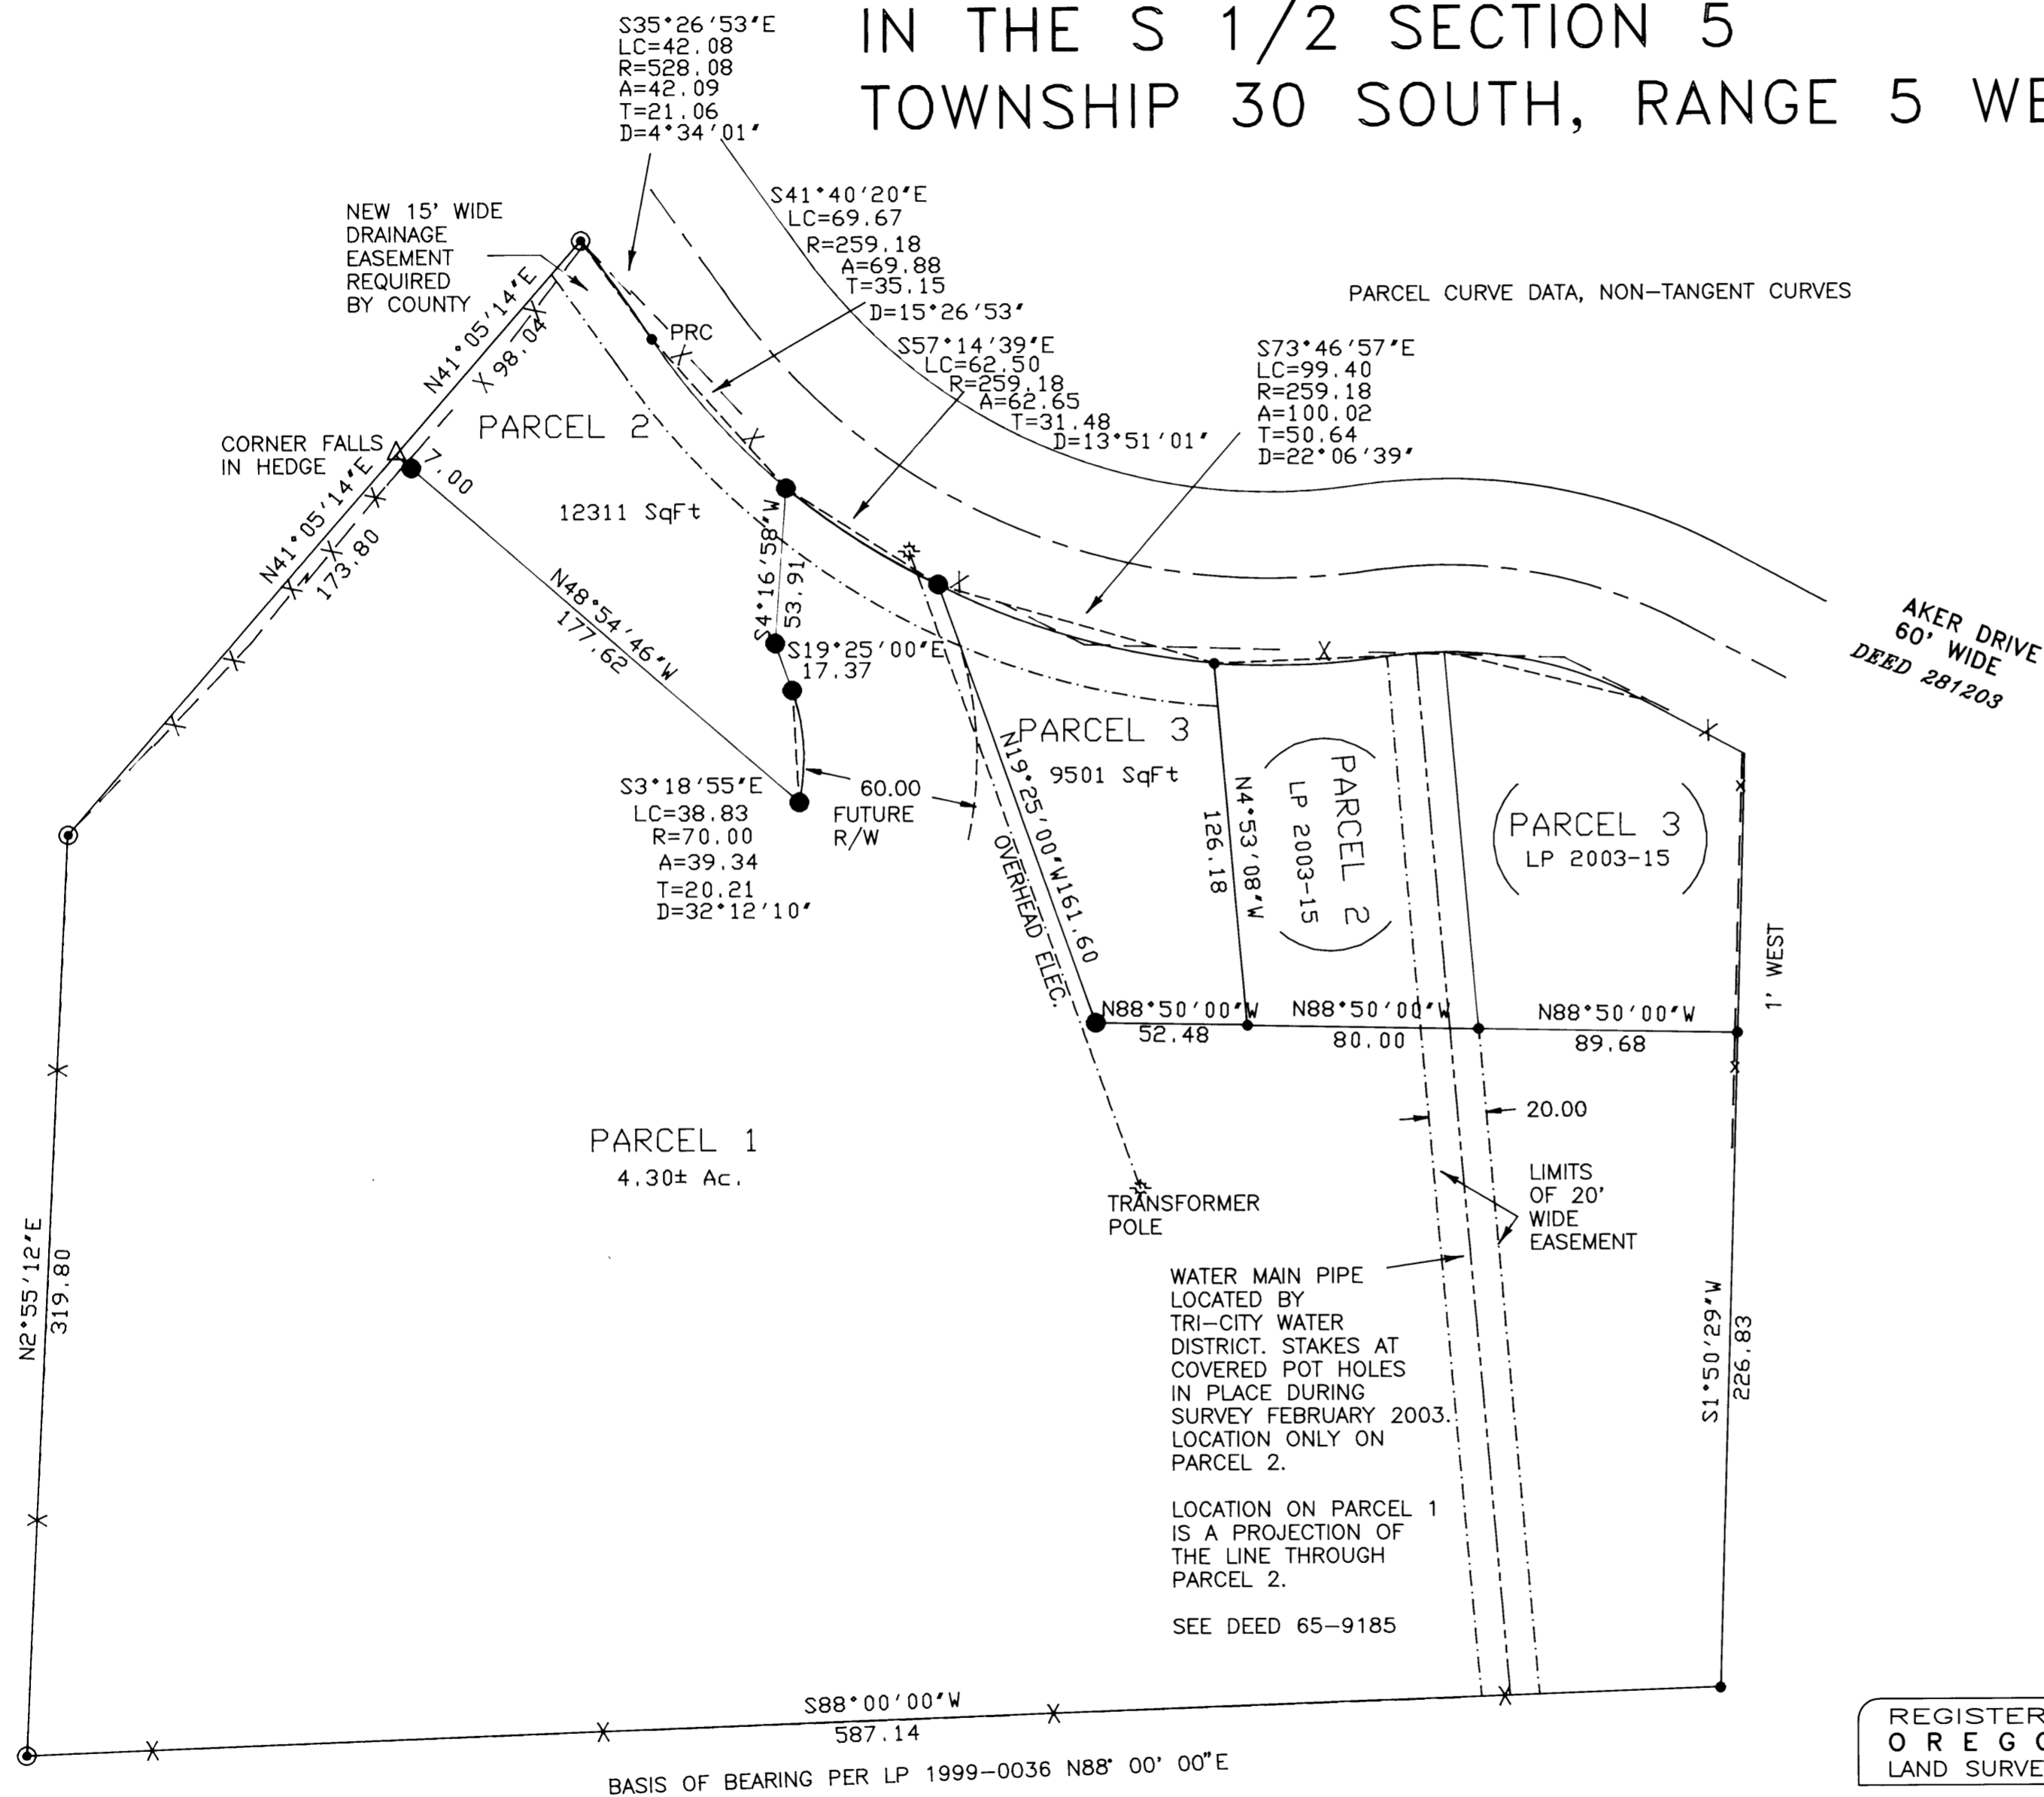 IN THE S 1/2 SECTION 5
TOWNSHIP 30 SOUTH, RANGE 5 WE
S35°26'53"E
LC=42.08
R=528.08
A=42.09
T=21.06
D=4°34'01"
S41°40'20"E
LC=69.67
R=259.18
A=69.88
T=35.15
D=15°26'53"
NEW 15' WIDE
DRAINAGE
EASEMENT
REQUIRED
BY COUNTY
PARCEL CURVE DATA, NON-TANGENT CURVES
S57°14'39"E
LC=62.50
R=259.18
A=62.65
T=31.48
D=13°51'01"
S73°46'57"E
LC=99.40
R=259.18
A=100.02
T=50.64
D=22°06'39"
PRC
N41°05'14"E
98.04
PARCEL 2
12311 SqFt
CORNER FALLS
IN HEDGE
7.00
N41°05'14"E
173.80
N48°54'46"W
177.62
S4°16'58"W
53.91
S19°25'00"E
17.37
AKER DRIVE
60' WIDE
DEED 281203
PARCEL 3
9501 SqFt
N19°25'00"W161.60
OVERHEAD ELEC.
S3°18'55"E
LC=38.83
R=70.00
A=39.34
T=20.21
D=32°12'10"
60.00
FUTURE
R/W
N4°53'08"W
126.18
PARCEL 2
LP 2003-15
PARCEL 3
LP 2003-15
1' WEST
N88°50'00"W
52.48
N88°50'00"W
80.00
N88°50'00"W
89.68
20.00
PARCEL 1
4.30± Ac.
TRANSFORMER
POLE
LIMITS
OF 20'
WIDE
EASEMENT
WATER MAIN PIPE
LOCATED BY
TRI-CITY WATER
DISTRICT. STAKES AT
COVERED POT HOLES
IN PLACE DURING
SURVEY FEBRUARY 2003.
LOCATION ONLY ON
PARCEL 2.
LOCATION ON PARCEL 1
IS A PROJECTION OF
THE LINE THROUGH
PARCEL 2.
SEE DEED 65-9185
N2°55'12"E
319.80
S1°50'29"W
226.83
S88°00'00"W
587.14
BASIS OF BEARING PER LP 1999-0036 N88° 00' 00"E
REGISTER
OREGO
LAND SURVE